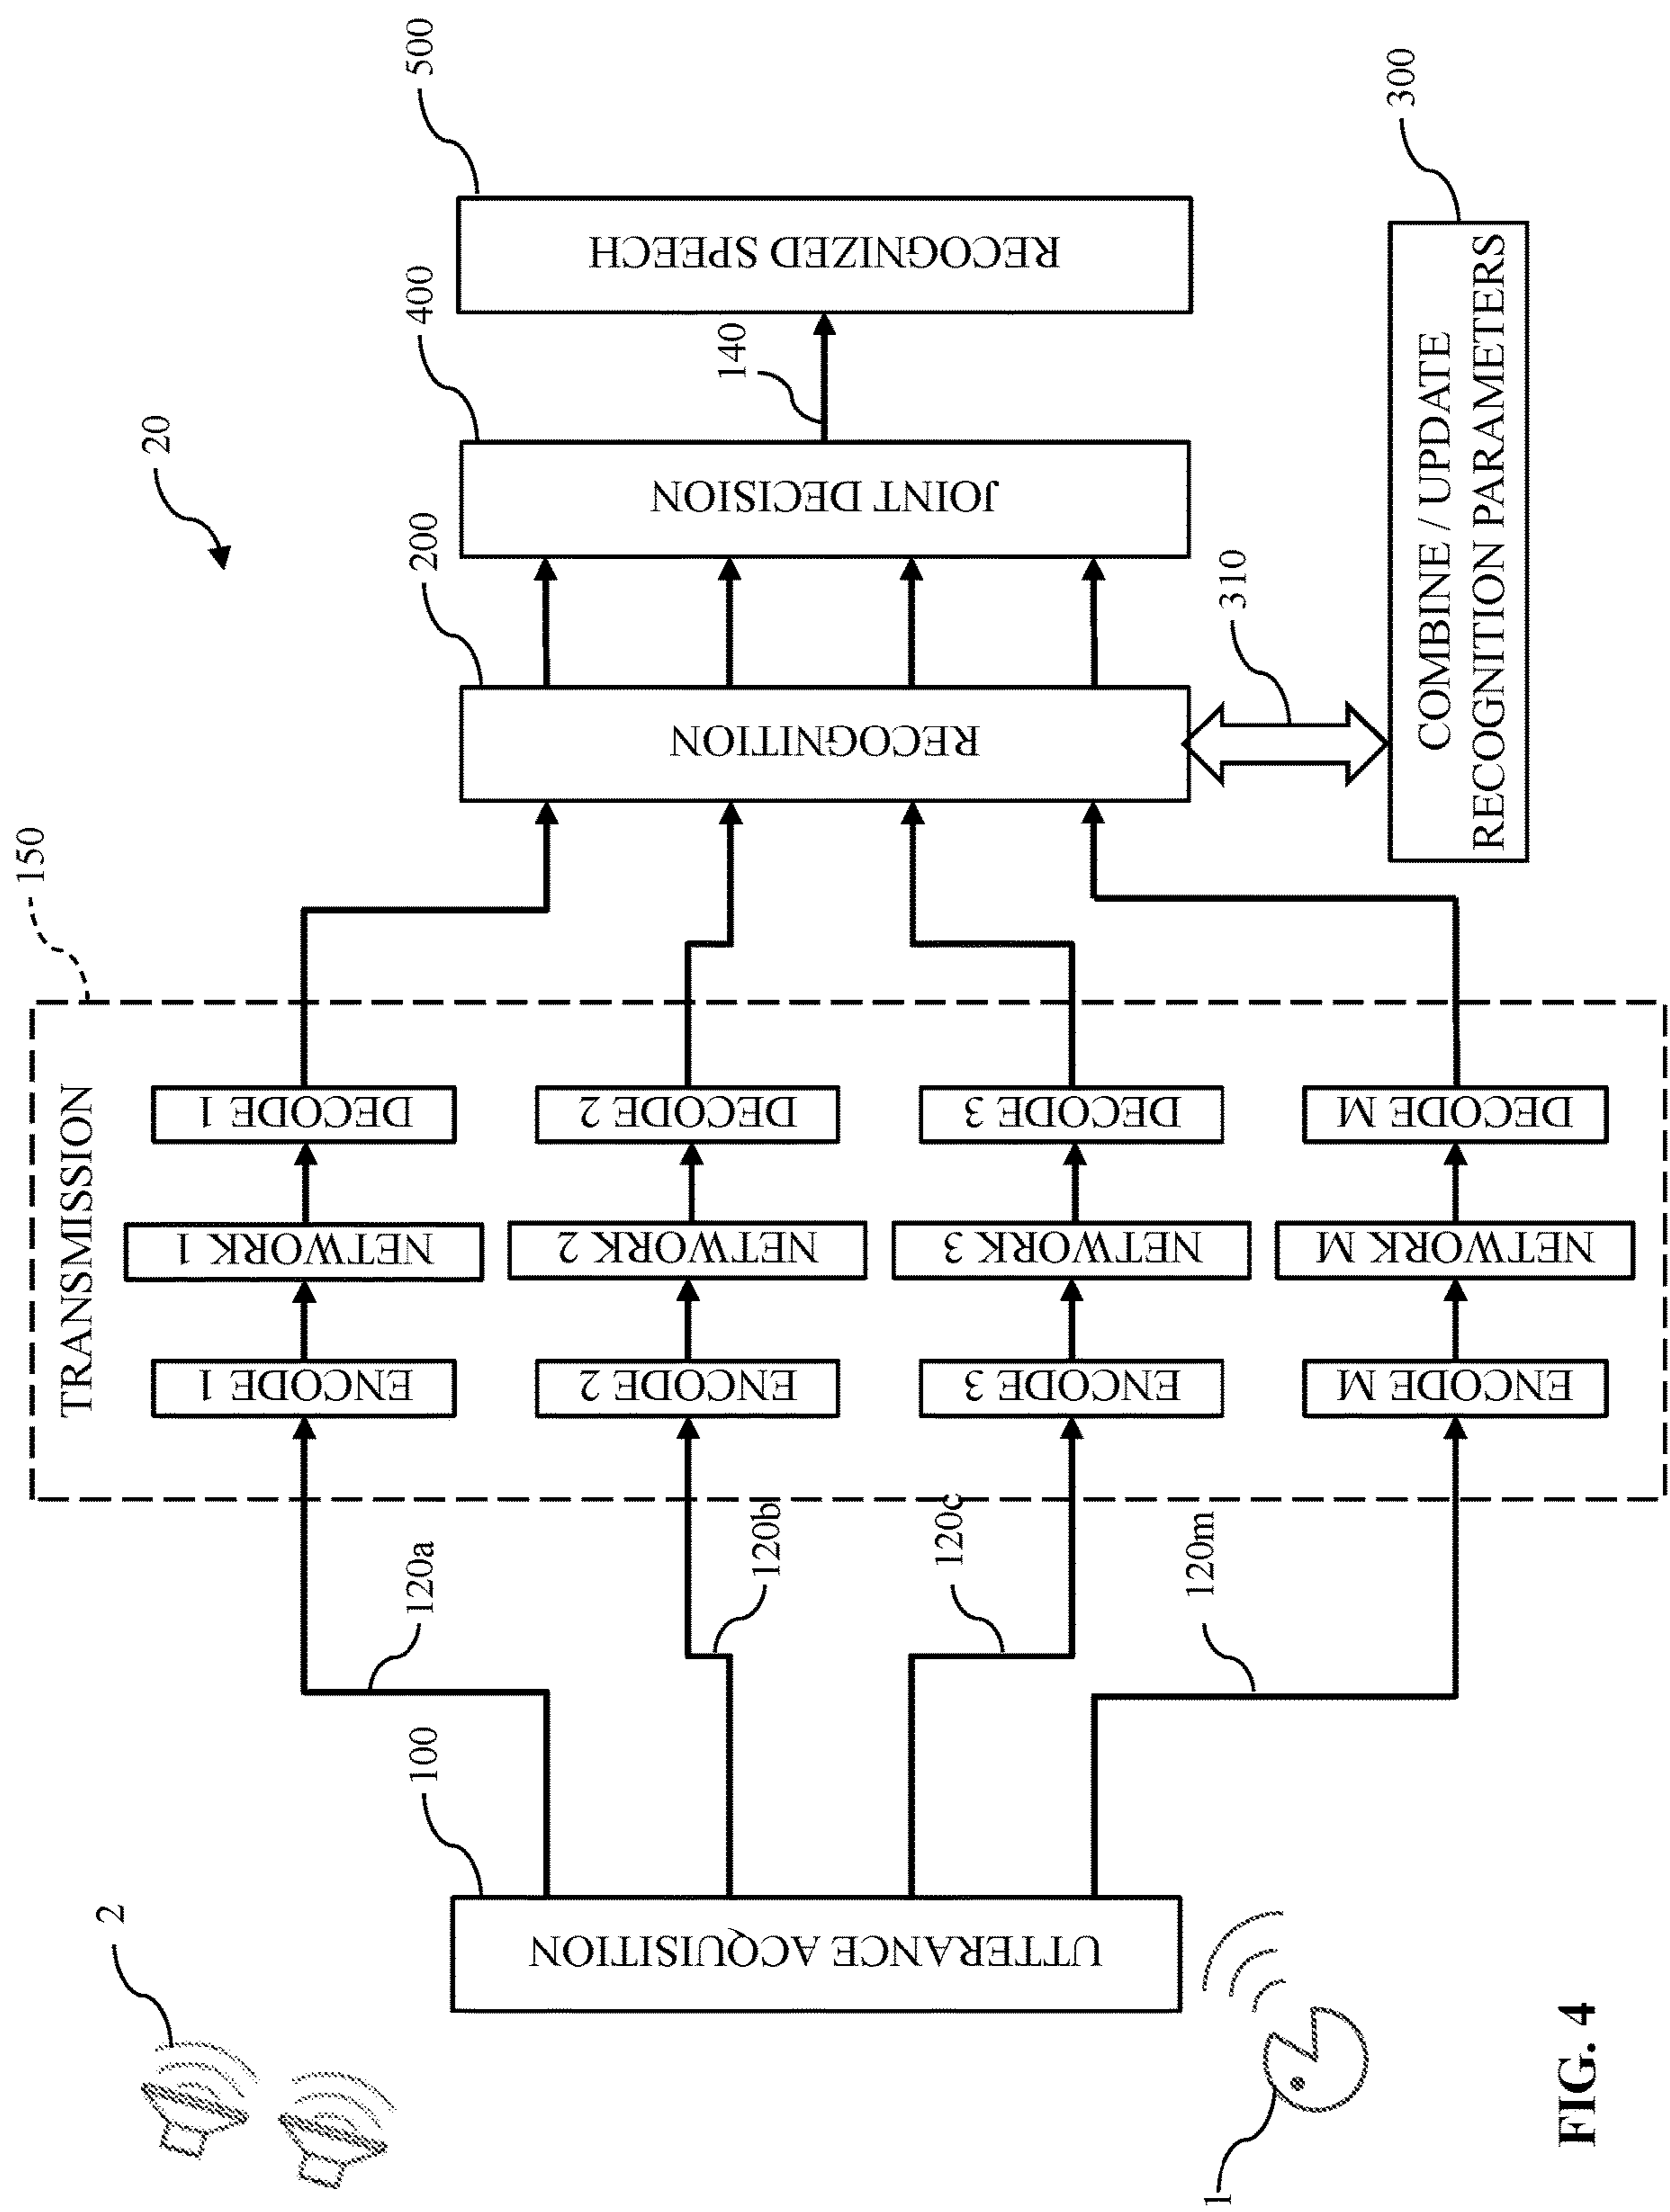 20
2
1
100
UTTERANCE ACQUISITION
120a
120b
120c
120m
150
TRANSMISSION
ENCODE 1
NETWORK 1
DECODE 1
ENCODE 2
NETWORK 2
DECODE 2
ENCODE 3
NETWORK 3
DECODE 3
ENCODE M
NETWORK M
DECODE M
200
RECOGNITION
310
300
COMBINE / UPDATE
RECOGNITION PARAMETERS
400
JOINT DECISION
140
500
RECOGNIZED SPEECH
FIG. 4